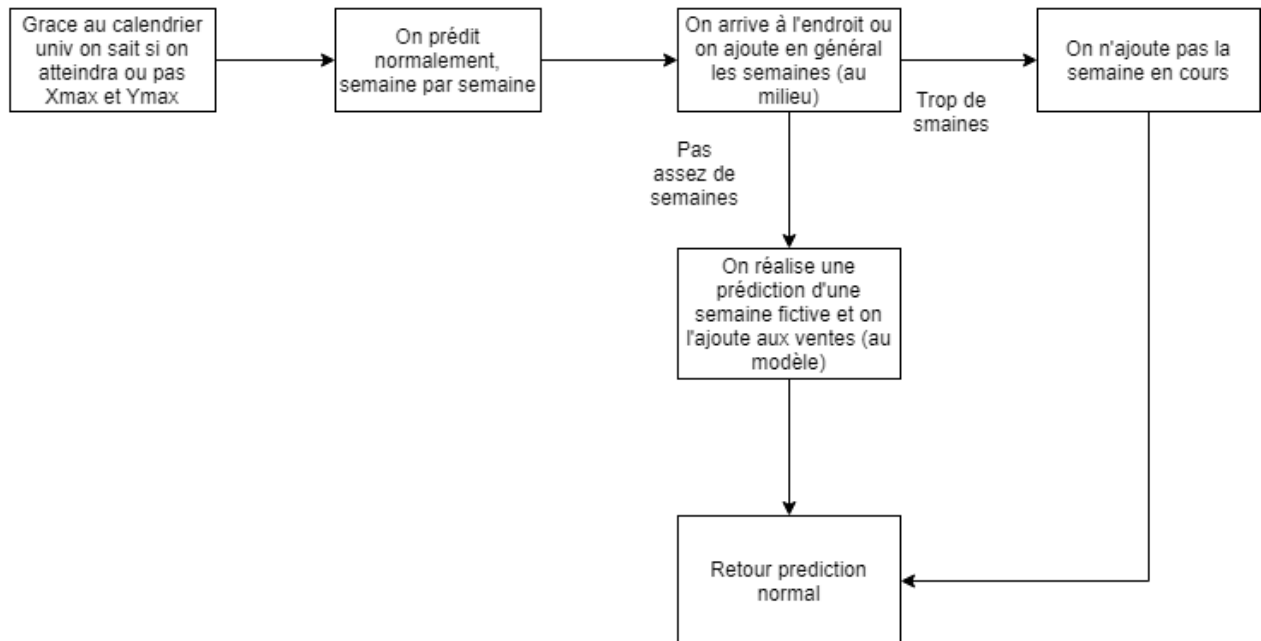 Grace au calendrier
univ on sait si on
atteindra ou pas
Xmax et Ymax
On prédit
normalement,
semaine par semaine
On arrive à l'endroit ou
on ajoute en général
les semaines (au
milieu)
On n'ajoute pas la
semaine en cours
Trop de
smaines
Pas
assez de
semaines
On réalise une
prédiction d'une
semaine fictive et on
l'ajoute aux ventes (au
modèle)
Retour prediction
normal